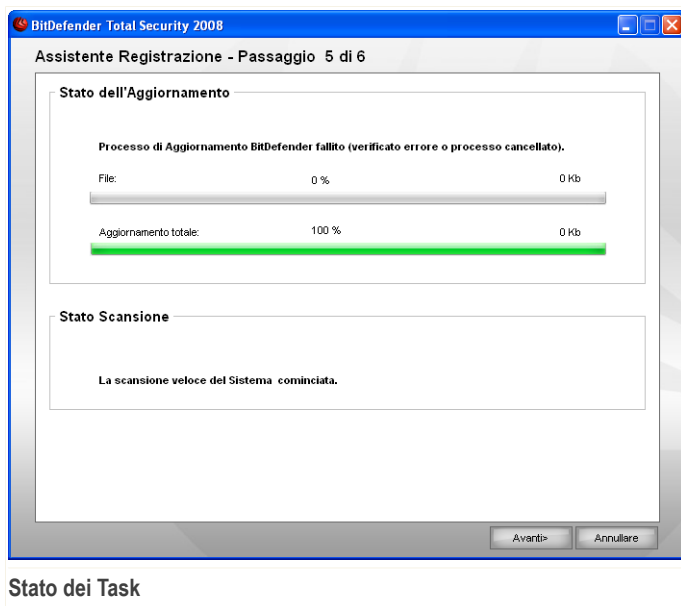 BitDefender Total Security 2008
Assistente Registrazione - Passaggio 5 di 6
Stato dell'Aggiornamento
Processo di Aggiornamento BitDefender fallito (verificato errore o processo cancellato).
File: 0 % 0 Kb
Aggiornamento totale: 100 % 0 Kb
Stato Scansione
La scansione veloce del Sistema cominciata.
Avanti> Annullare
Stato dei Task